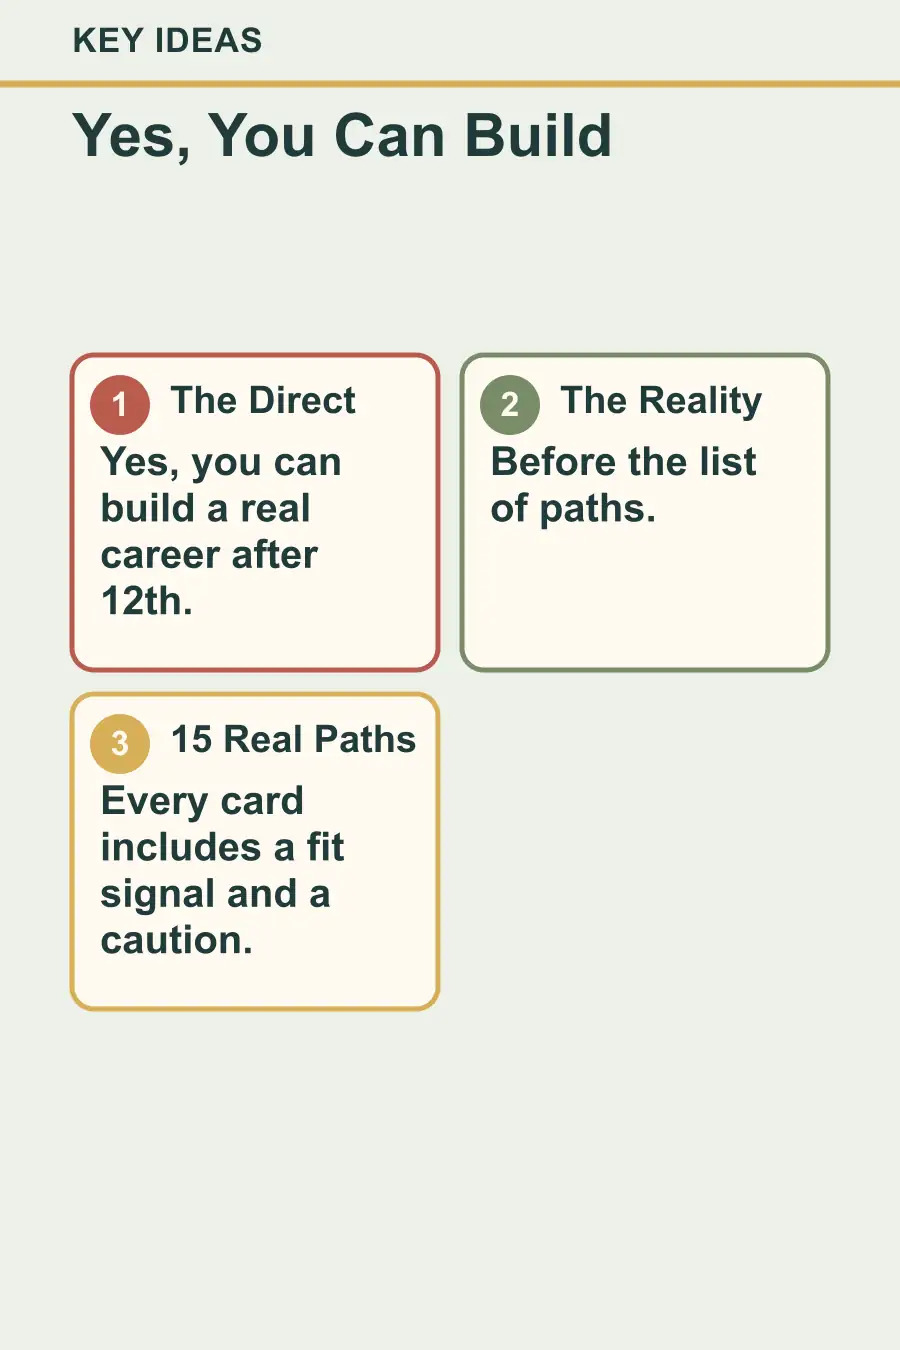 KEY IDEAS
Yes, You Can Build
1 The Direct
Yes, you can
build a real
career after
12th.
2 The Reality
Before the list
of paths.
3 15 Real Paths
Every card
includes a fit
signal and a
caution.